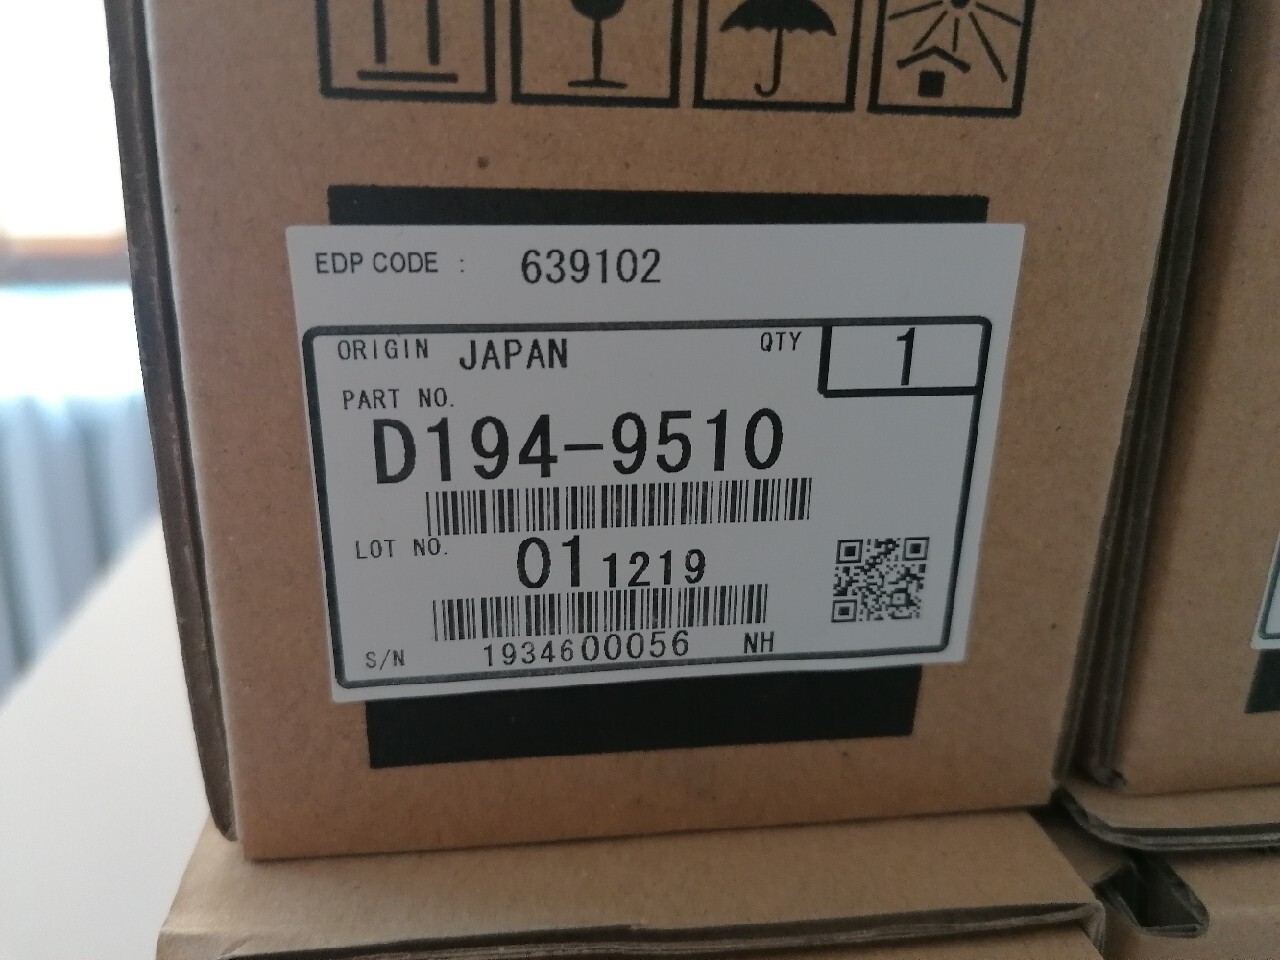 EDP CODE : 639102
ORIGIN JAPAN QTY 1
PART NO.
D194-9510
LOT NO. 01 1219
S/N 1934600056 NH